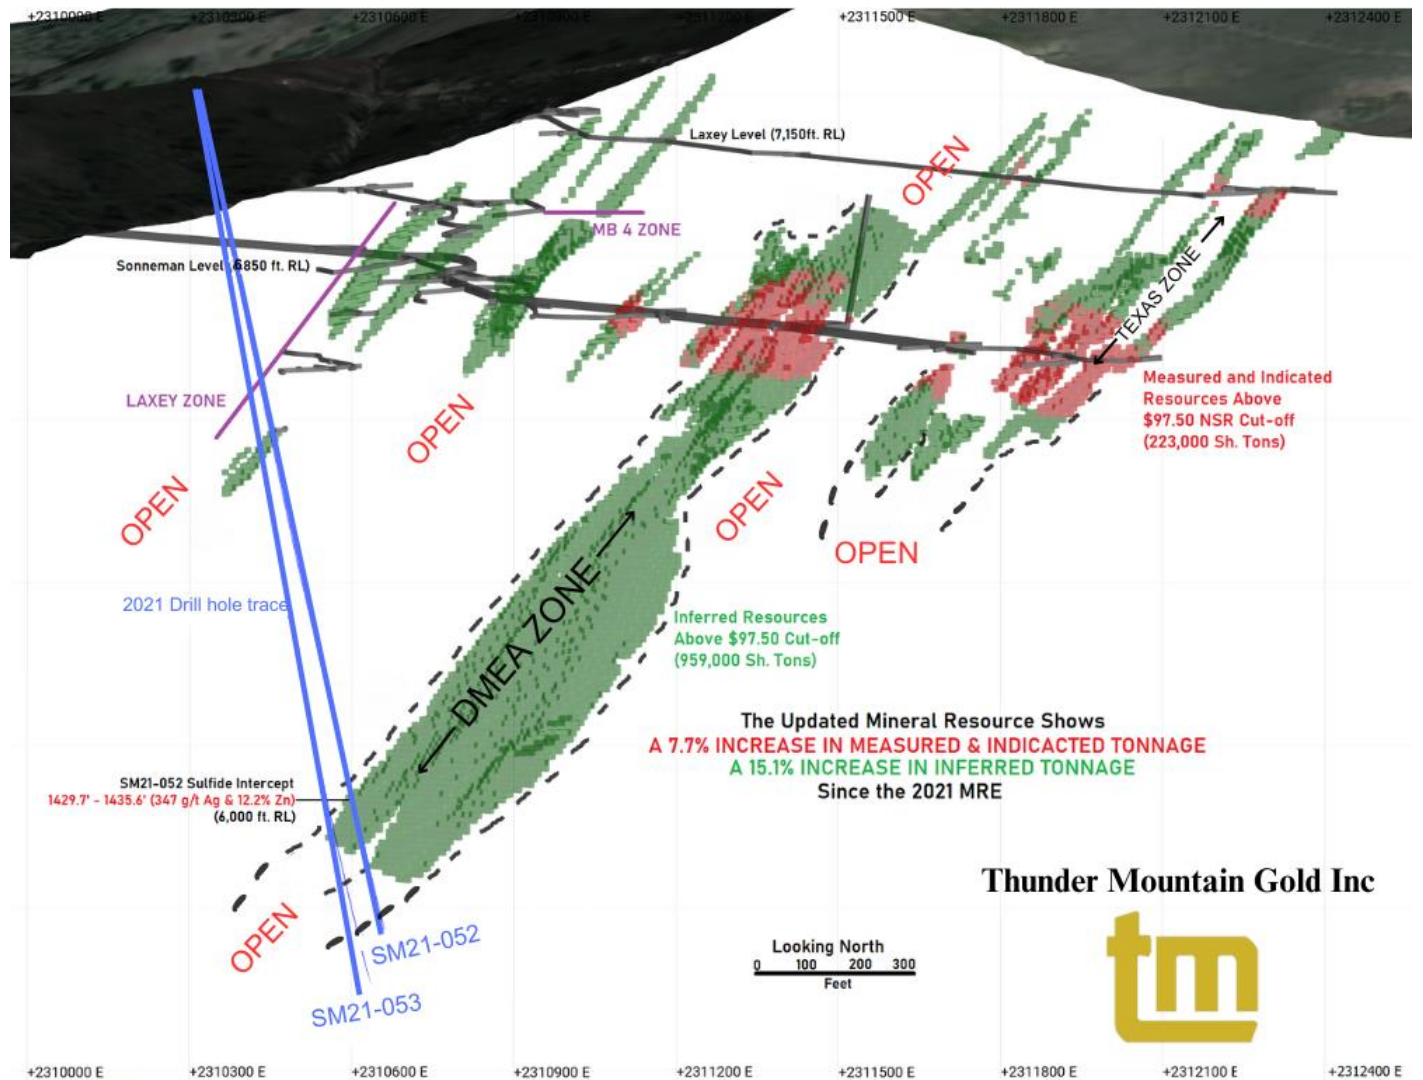 +2310000 E
+2310300 E
+2310600 E
+2310900 E
+2311200 E
+2311500 E
+2311800 E
+2312100 E
+2312400 E
Laxey Level (7,150ft. RL)
OPEN
MB 4 ZONE
Sonneman Level (6850 ft. RL)
TEXAS ZONE
LAXEY ZONE
Measured and Indicated
Resources Above
$97.50 NSR Cut-off
(223,000 Sh. Tons)
OPEN
OPEN
OPEN
OPEN
2021 Drill hole trace
DMEA ZONE
Inferred Resources
Above $97.50 Cut-off
(959,000 Sh. Tons)
The Updated Mineral Resource Shows
A 7.7% INCREASE IN MEASURED & INDICACTED TONNAGE
A 15.1% INCREASE IN INFERRED TONNAGE
Since the 2021 MRE
SM21-052 Sulfide Intercept
1429.7' - 1435.6' (347 g/t Ag & 12.2% Zn)
(6,000 ft. RL)
OPEN
SM21-052
SM21-053
Thunder Mountain Gold Inc
tm
Looking North
0 100 200 300
Feet
+2310000 E
+2310300 E
+2310600 E
+2310900 E
+2311200 E
+2311500 E
+2311800 E
+2312100 E
+2312400 E